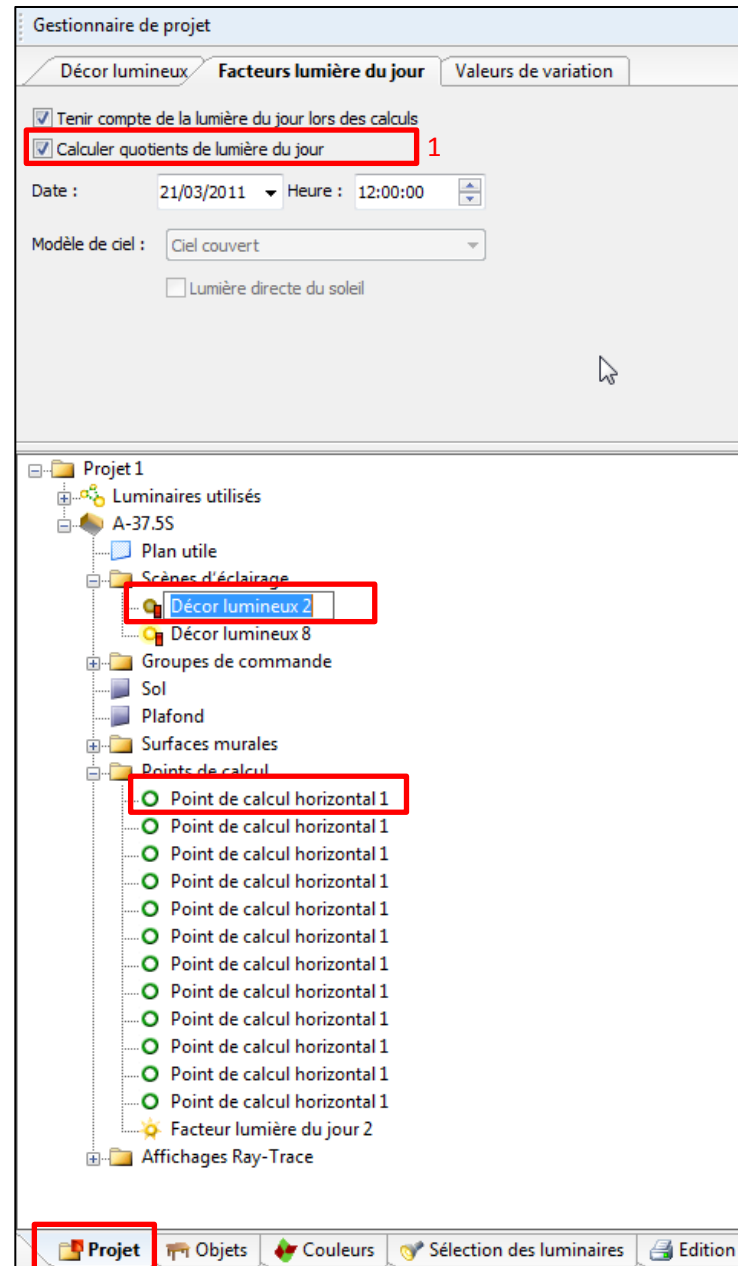 Gestionnaire de projet
Décor lumineux Facteurs lumière du jour Valeurs de variation
Tenir compte de la lumière du jour lors des calculs
Calculer quotients de lumière du jour 1
Date : 21/03/2011 Heure : 12:00:00
Modèle de ciel : Ciel couvert
Lumière directe du soleil
Projet 1
Luminaires utilisés
A-37.5S
Plan utile
Scènes d'éclairage
Décor lumineux 2
Décor lumineux 8
Groupes de commande
Sol
Plafond
Surfaces murales
Points de calcul
Point de calcul horizontal 1
Point de calcul horizontal 1
Point de calcul horizontal 1
Point de calcul horizontal 1
Point de calcul horizontal 1
Point de calcul horizontal 1
Point de calcul horizontal 1
Point de calcul horizontal 1
Point de calcul horizontal 1
Point de calcul horizontal 1
Point de calcul horizontal 1
Point de calcul horizontal 1
Facteur lumière du jour 2
Affichages Ray-Trace
Projet Objets Couleurs Sélection des luminaires Edition